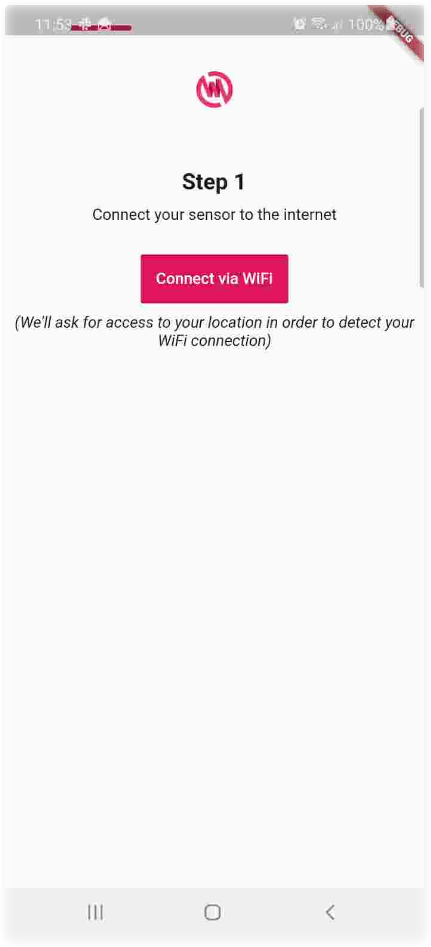 11:53
100%
DEBUG
Step 1
Connect your sensor to the internet
Connect via WiFi
(We'll ask for access to your location in order to detect your
WiFi connection)